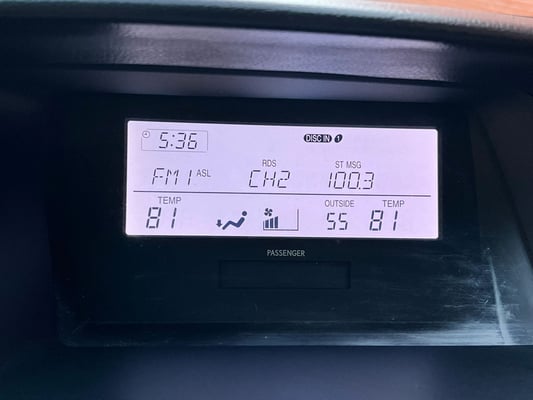 5:36 DISC IN 1
RDS ST MSG
FM1 ASL CH2 100.3
TEMP OUTSIDE TEMP
81 55 81
PASSENGER